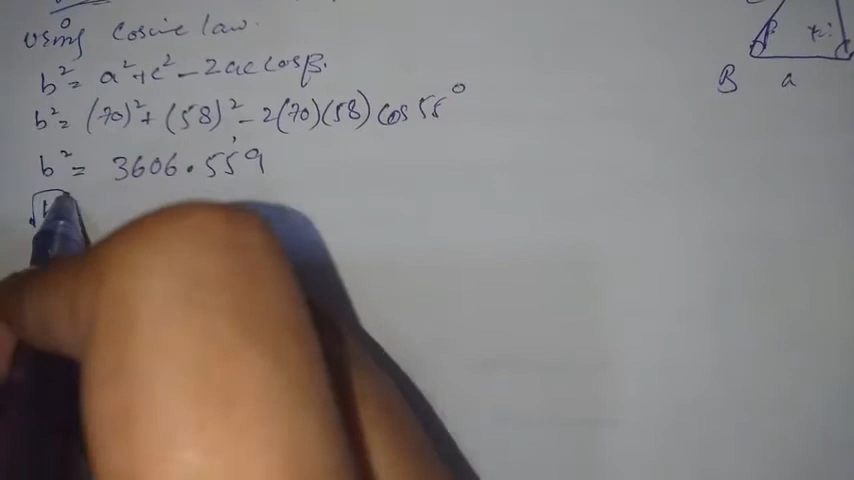 using Cosine law.
b² = a² + c² - 2ac cosβ.
b² = (70)² + (58)² - 2(70)(58) cos 55°
b² = 3606.559
B a